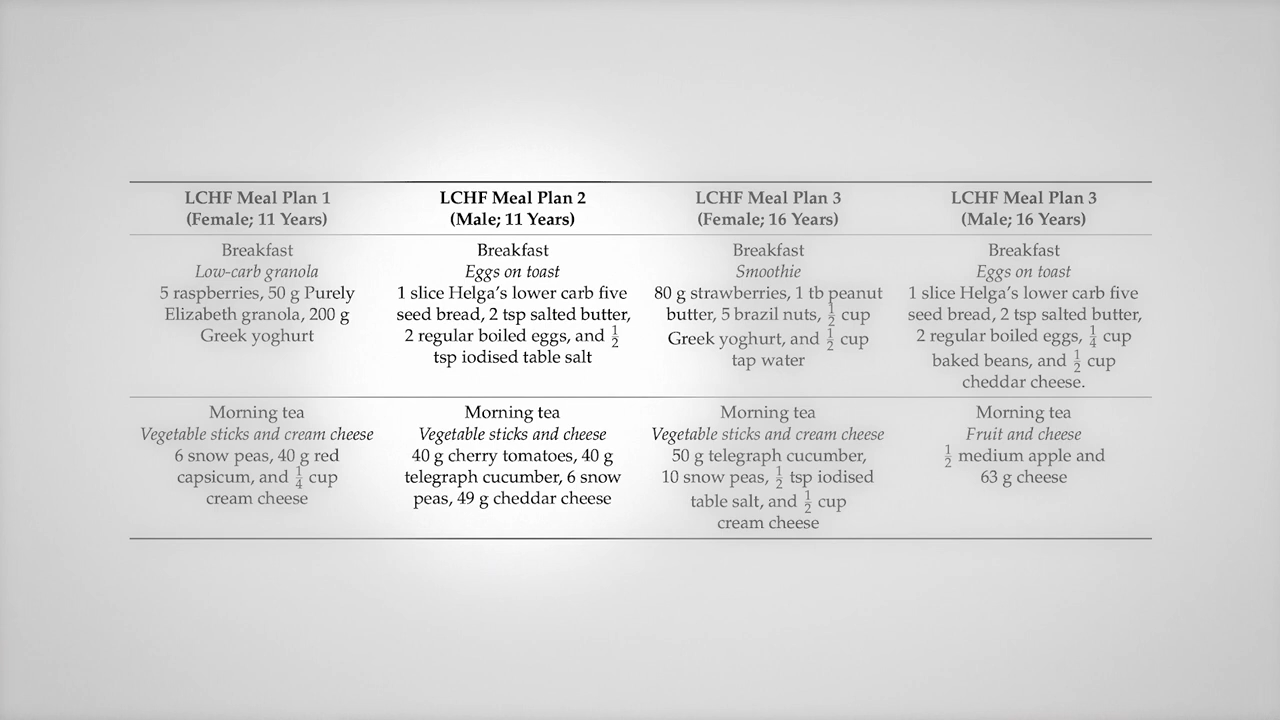 LCHF Meal Plan 1
(Female; 11 Years)
Breakfast
Low-carb granola
5 raspberries, 50 g Purely
Elizabeth granola, 200 g
Greek yoghurt
Morning tea
Vegetable sticks and cream cheese
6 snow peas, 40 g red
capsicum, and 1/4 cup
cream cheese
LCHF Meal Plan 2
(Male; 11 Years)
Breakfast
Eggs on toast
1 slice Helga's lower carb five
seed bread, 2 tsp salted butter,
2 regular boiled eggs, and 1/2
tsp iodised table salt
Morning tea
Vegetable sticks and cheese
40 g cherry tomatoes, 40 g
telegraph cucumber, 6 snow
peas, 49 g cheddar cheese
LCHF Meal Plan 3
(Female; 16 Years)
Breakfast
Smoothie
80 g strawberries, 1 tb peanut
butter, 5 brazil nuts, 1/2 cup
Greek yoghurt, and 1/2 cup
tap water
Morning tea
Vegetable sticks and cream cheese
50 g telegraph cucumber,
10 snow peas, 1/2 tsp iodised
table salt, and 1/2 cup
cream cheese
LCHF Meal Plan 3
(Male; 16 Years)
Breakfast
Eggs on toast
1 slice Helga's lower carb five
seed bread, 2 tsp salted butter,
2 regular boiled eggs, 1/4 cup
baked beans, and 1/2 cup
cheddar cheese.
Morning tea
Fruit and cheese
1/2 medium apple and
63 g cheese